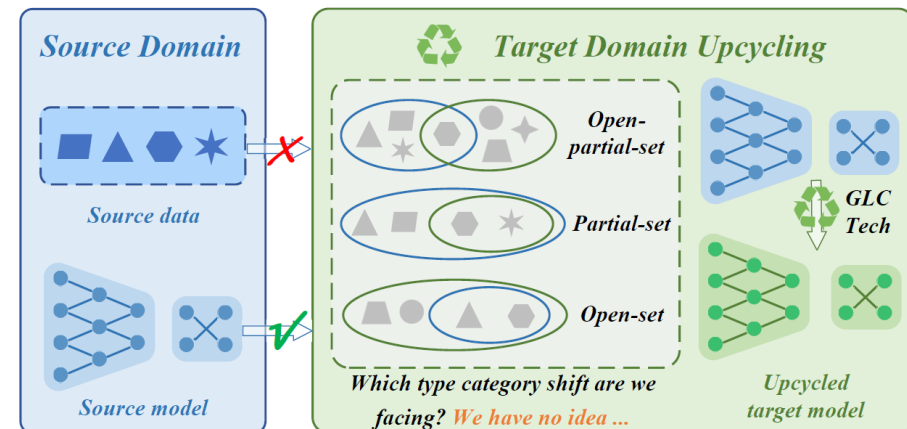 Source Domain
Source data
Source model
Target Domain Upcycling
Open-
partial-set
Partial-set
Open-set
Which type category shift are we
facing? We have no idea ...
GLC
Tech
Upcycled
target model